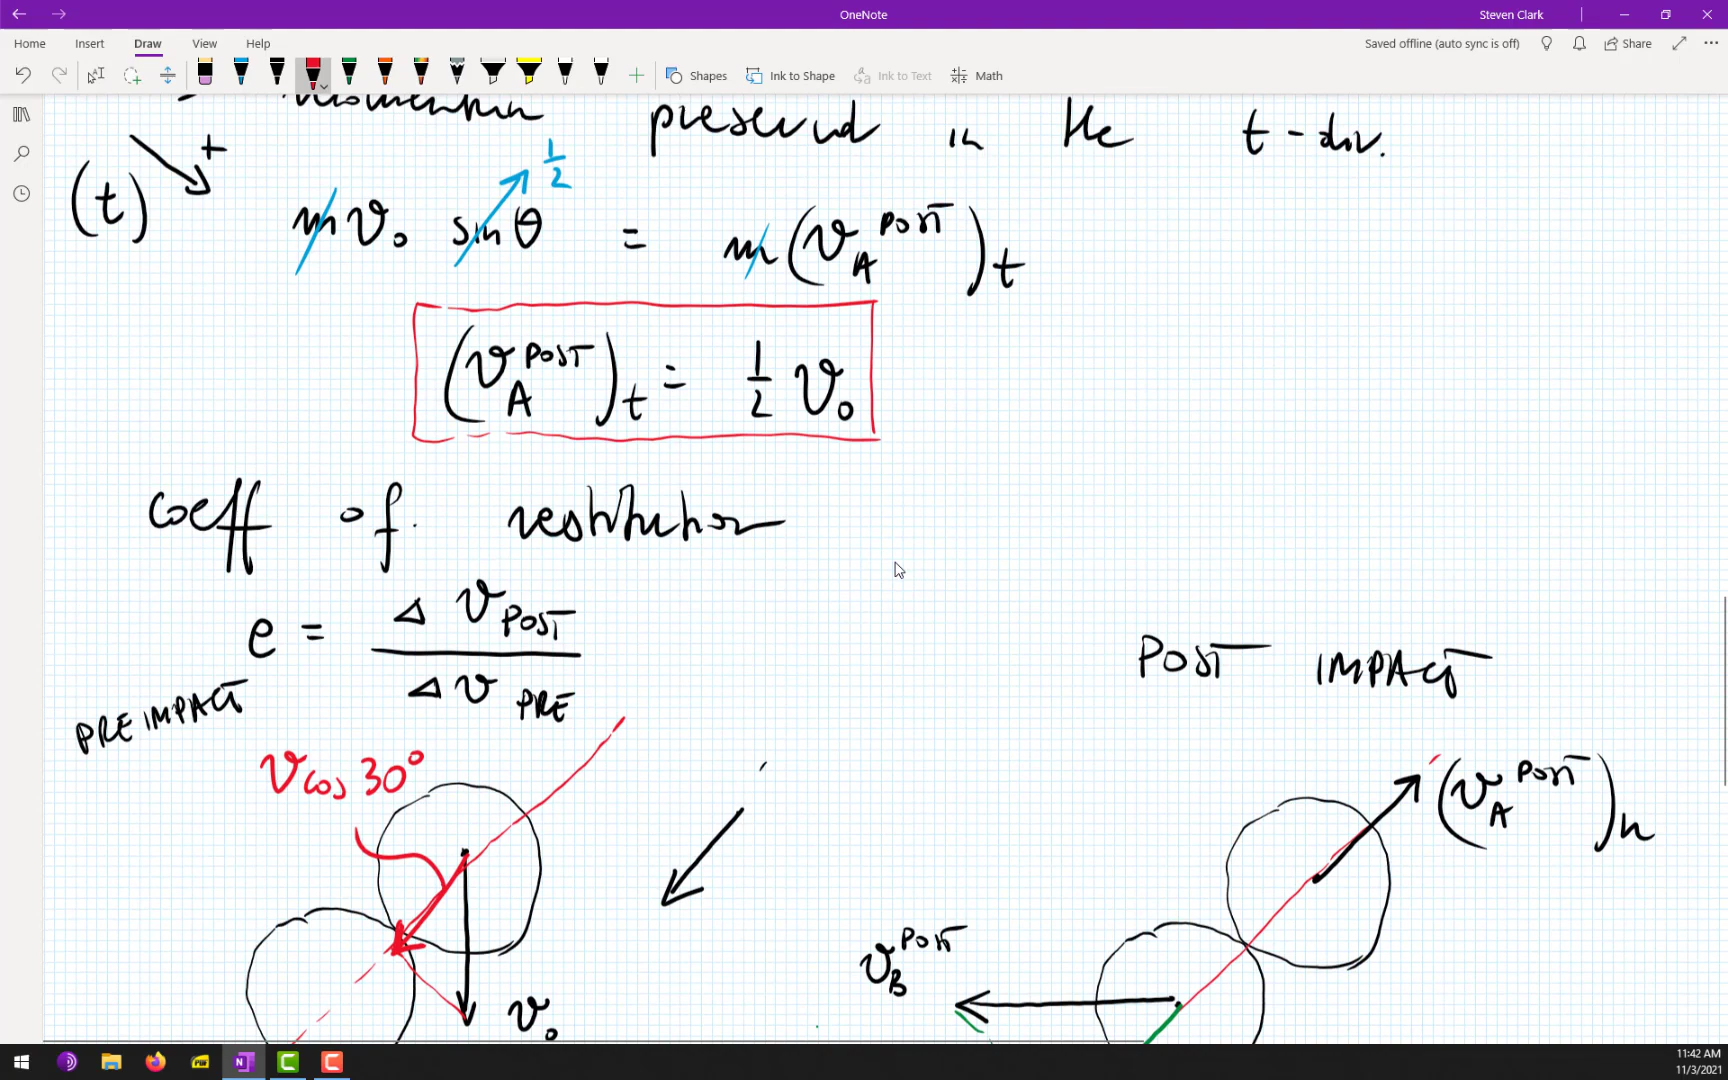 OneNote
Steven Clark
Home Insert Draw View Help
Saved offline (auto sync is off)
Share
Shapes
Ink to Shape
Ink to Text
Math
momentum preserved in the t-dir.
(t) +
1/2
m v₀ sin θ = m (v_A^POST)_t
(v_A^POST)_t = 1/2 v₀
coeff of restitution
e = Δ v_POST / Δ v_PRE
PRE IMPACT
POST IMPACT
v cos 30°
(v_A^POST)_n
v_B^POST
v₀
11:42 AM
11/3/2021